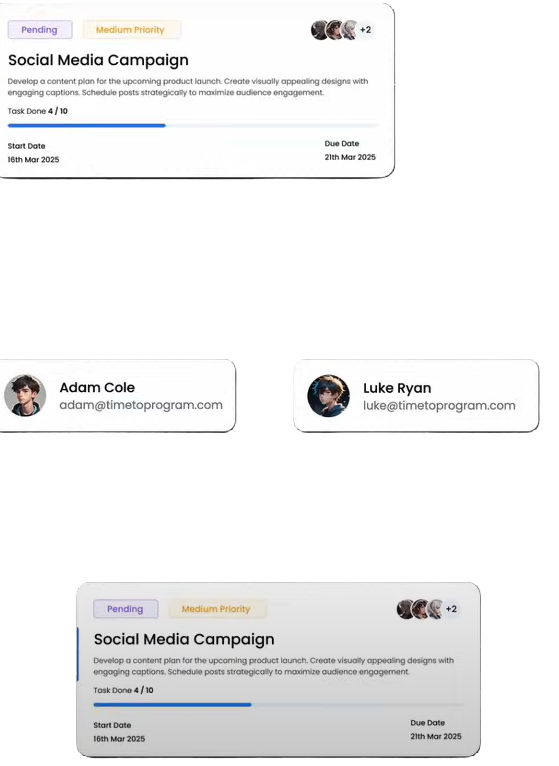 Pending Medium Priority +2
Social Media Campaign
Develop a content plan for the upcoming product launch. Create visually appealing designs with
engaging captions. Schedule posts strategically to maximize audience engagement.
Task Done 4 / 10
Start Date Due Date
16th Mar 2025 21th Mar 2025
Adam Cole
adam@timetoprogram.com
Luke Ryan
luke@timetoprogram.com
Pending Medium Priority +2
Social Media Campaign
Develop a content plan for the upcoming product launch. Create visually appealing designs with
engaging captions. Schedule posts strategically to maximize audience engagement.
Task Done 4 / 10
Start Date Due Date
16th Mar 2025 21th Mar 2025